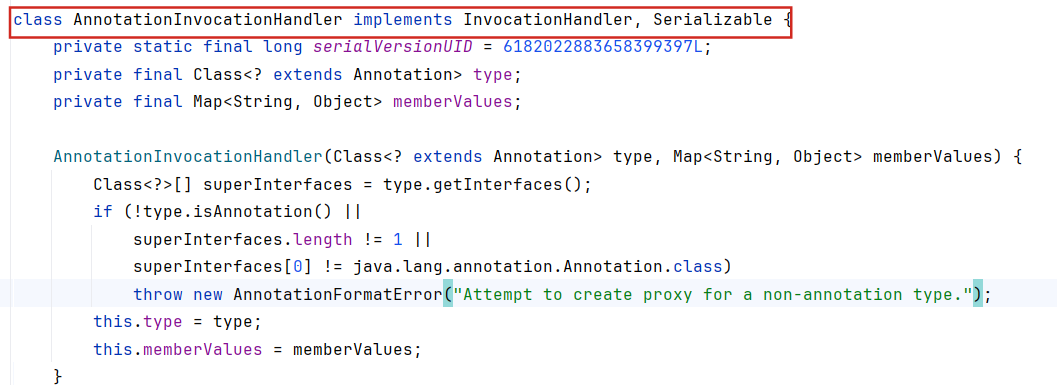 class AnnotationInvocationHandler implements InvocationHandler, Serializable {
    private static final long serialVersionUID = 6182022883658399397L;
    private final Class<? extends Annotation> type;
    private final Map<String, Object> memberValues;

    AnnotationInvocationHandler(Class<? extends Annotation> type, Map<String, Object> memberValues) {
        Class<?>[] superInterfaces = type.getInterfaces();
        if (!type.isAnnotation() ||
            superInterfaces.length != 1 ||
            superInterfaces[0] != java.lang.annotation.Annotation.class)
            throw new AnnotationFormatError("Attempt to create proxy for a non-annotation type.");
        this.type = type;
        this.memberValues = memberValues;
    }